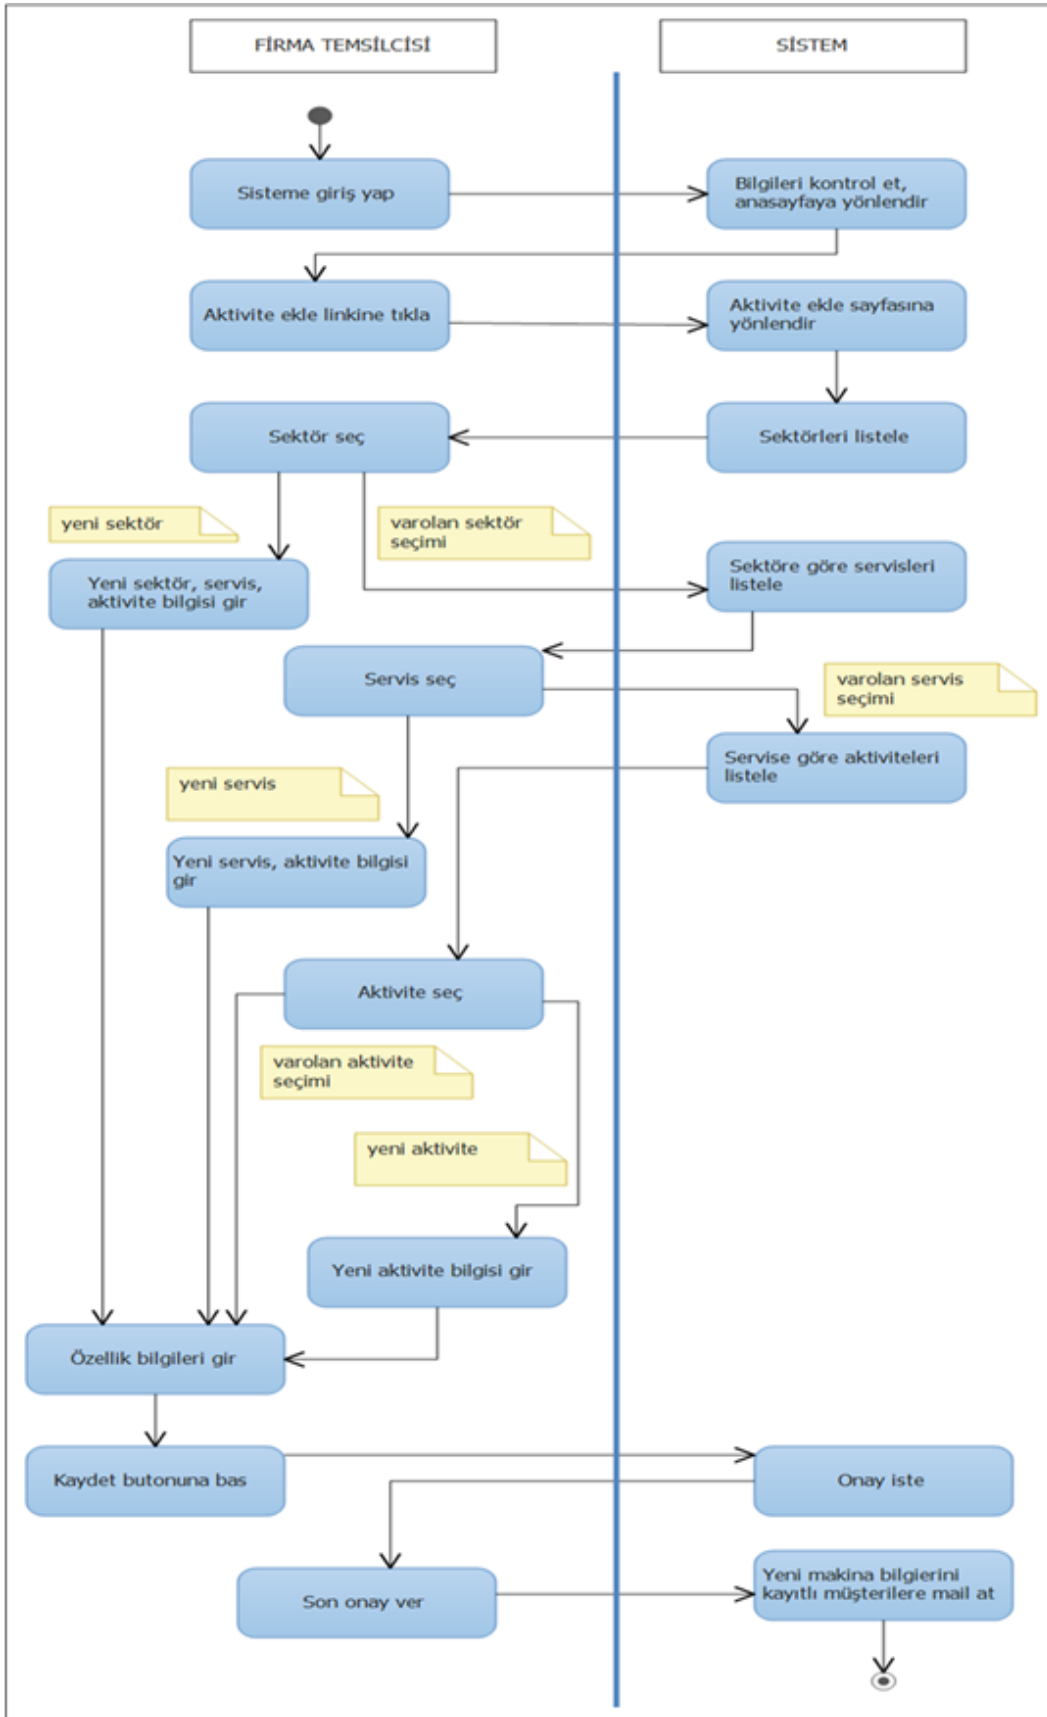 FİRMA TEMSİLCİSİ
SİSTEM
Sisteme giriş yap
Bilgileri kontrol et,
anasayfaya yönlendir
Aktivite ekle linkine tıkla
Aktivite ekle sayfasına
yönlendir
Sektör seç
Sektörleri listele
yeni sektör
varolan sektör
seçimi
Yeni sektör, servis,
aktivite bilgisi gir
Sektöre göre servisleri
listele
Servis seç
varolan servis
seçimi
Servise göre aktiviteleri
listele
yeni servis
Yeni servis, aktivite bilgisi
gir
Aktivite seç
varolan aktivite
seçimi
yeni aktivite
Yeni aktivite bilgisi gir
Özellik bilgileri gir
Kaydet butonuna bas
Onay iste
Son onay ver
Yeni makina bilgierini
kayıtlı müşterilere mail at